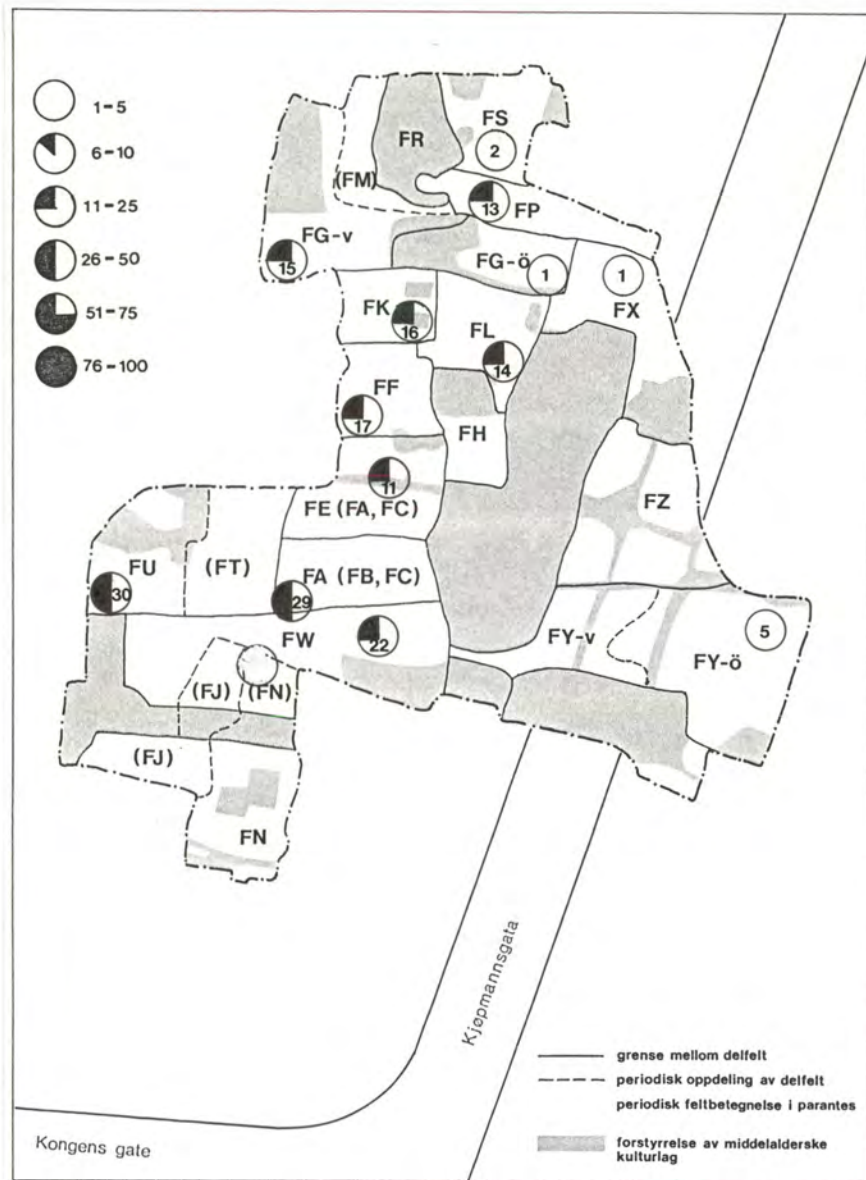 1-5
6-10
11-25
26-50
51-75
76-100
FS
2
FR
(FM)
13
FP
FG-v
15
FG-ö
1
1
FX
FK
16
FL
14
FF
17
FH
11
FE (FA, FC)
FZ
FU
(FT)
FA (FB, FC)
30
29
FW
22
FY-v
5
FY-ö
(FJ)
(FN)
(FJ)
FN
Kjøpmannsgata
Kongens gate
grense mellom delfelt
periodisk oppdeling av delfelt
periodisk feltbetegnelse i parantes
forstyrrelse av middelalderske
kulturlag